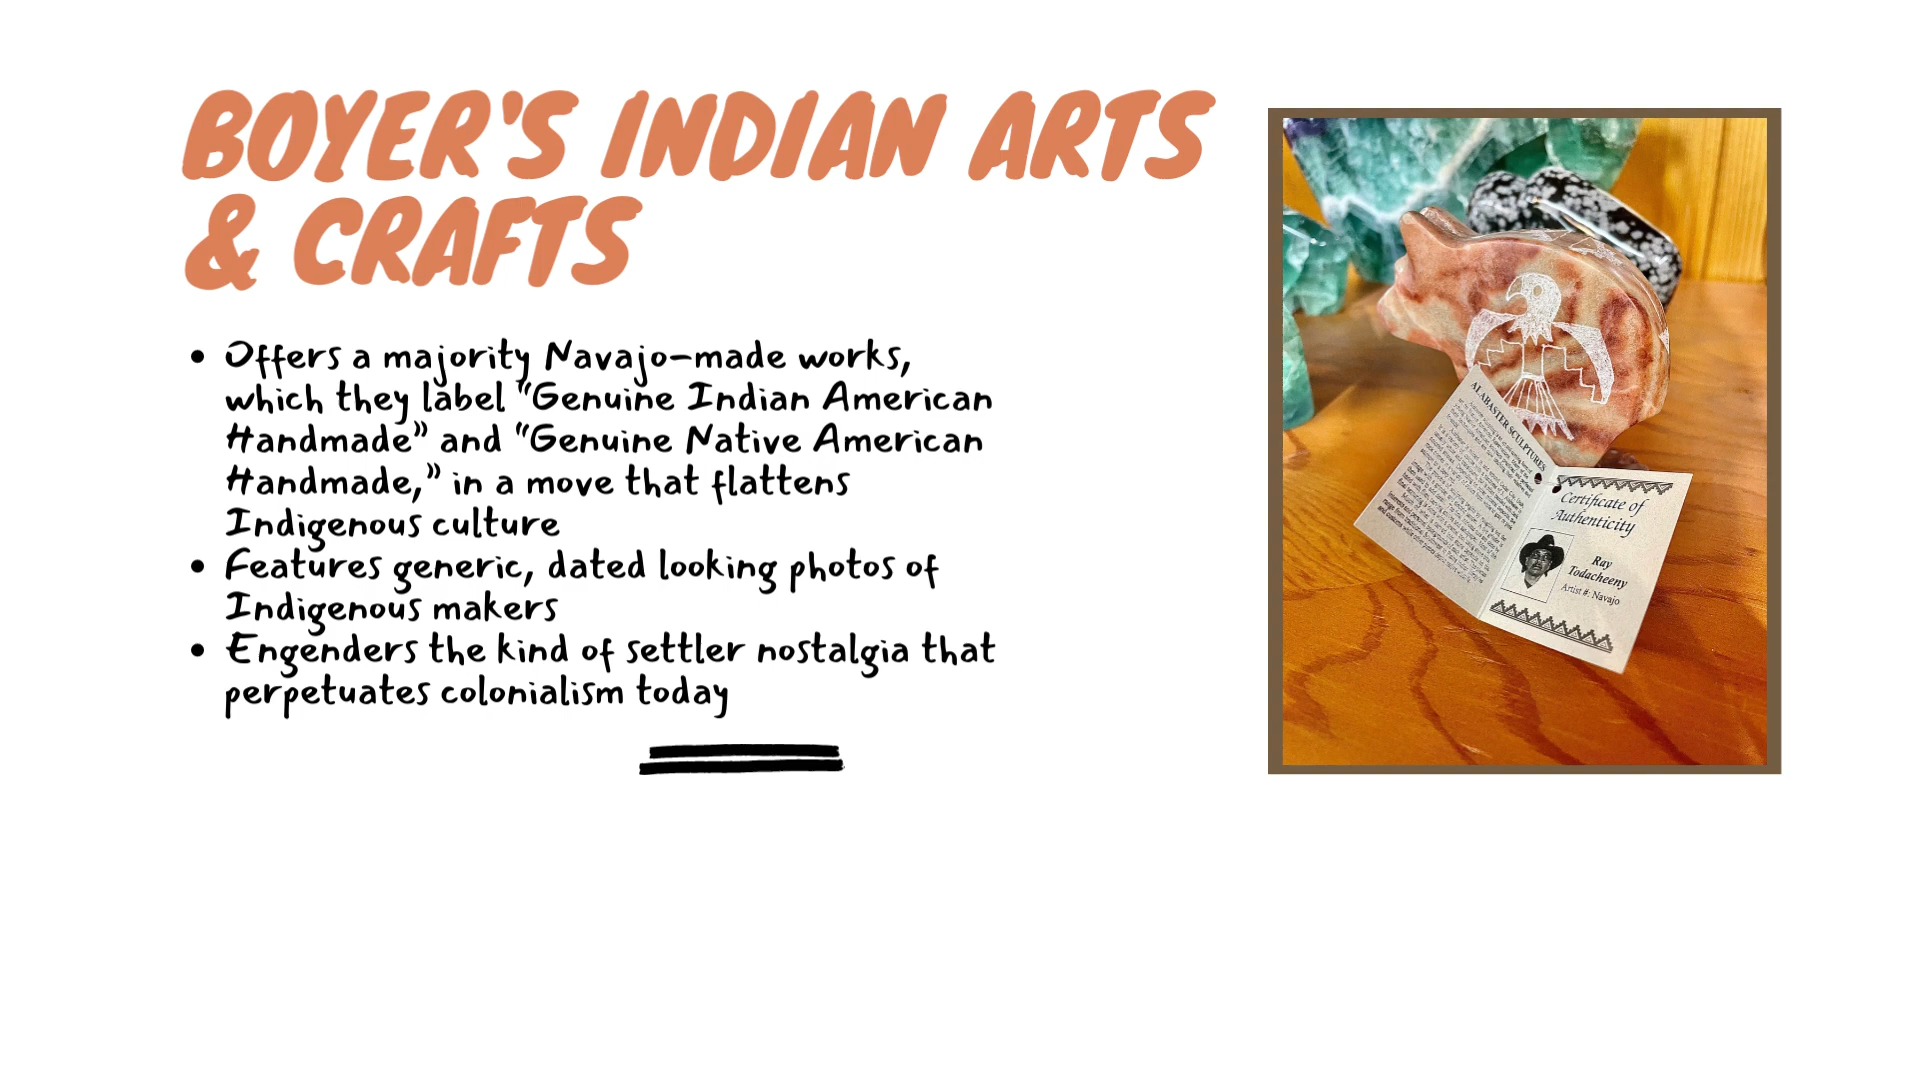 BOYER'S INDIAN ARTS
& CRAFTS
• Offers a majority Navajo-made works,
which they label "Genuine Indian American
Handmade" and "Genuine Native American
Handmade," in a move that flattens
Indigenous culture
• Features generic, dated looking photos of
Indigenous makers
• Engenders the kind of settler nostalgia that
perpetuates colonialism today
ALABASTER SCULPTURES
Certificate of
Authenticity
Ray
Todacheeny
Artist #: Navajo